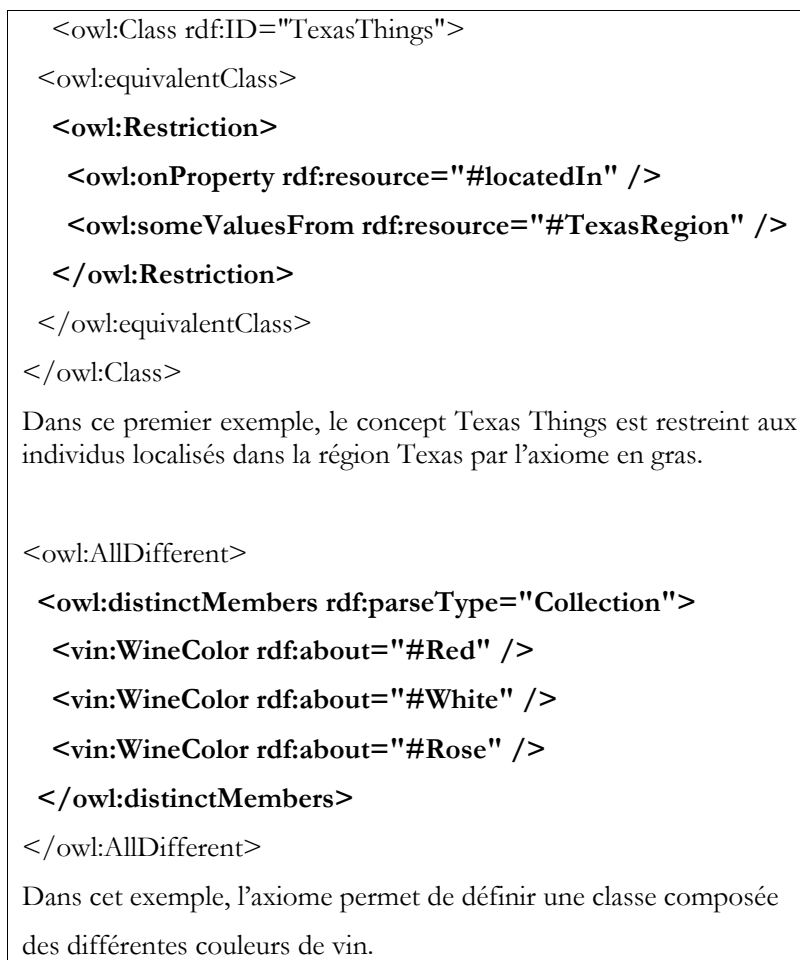 <owl:Class rdf:ID="TexasThings">
<owl:equivalentClass>
<owl:Restriction>
<owl:onProperty rdf:resource="#locatedIn" />
<owl:someValuesFrom rdf:resource="#TexasRegion" />
</owl:Restriction>
</owl:equivalentClass>
</owl:Class>
Dans ce premier exemple, le concept Texas Things est restreint aux
individus localisés dans la région Texas par l’axiome en gras.
<owl:AllDifferent>
<owl:distinctMembers rdf:parseType="Collection">
<vin:WineColor rdf:about="#Red" />
<vin:WineColor rdf:about="#White" />
<vin:WineColor rdf:about="#Rose" />
</owl:distinctMembers>
</owl:AllDifferent>
Dans cet exemple, l’axiome permet de définir une classe composée
des différentes couleurs de vin.